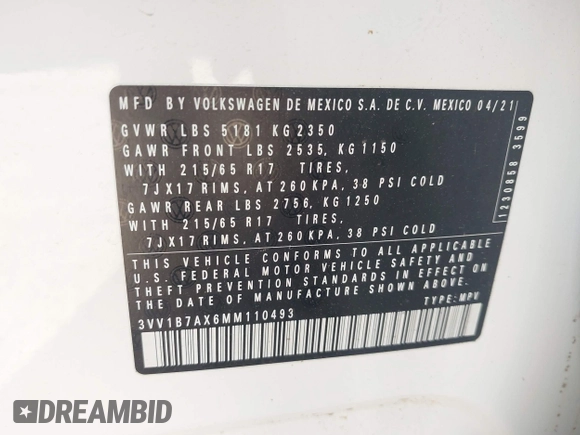 MFD BY VOLKSWAGEN DE MEXICO S.A. DE C.V. MEXICO 04/21
GVWR LBS 5181 KG 2350
GAWR FRONT LBS 2535, KG 1150
WITH 215/65 R17 TIRES,
7JX17 RIMS, AT 260 KPA, 38 PSI COLD
GAWR REAR LBS 2756, KG 1250
WITH 215/65 R17 TIRES,
7JX17 RIMS, AT 260 KPA, 38 PSI COLD
THIS VEHICLE CONFORMS TO ALL APPLICABLE
U.S. FEDERAL MOTOR VEHICLE SAFETY AND
THEFT PREVENTION STANDARDS IN EFFECT ON
THE DATE OF MANUFACTURE SHOWN ABOVE.
3VV1B7AX6MM110493 TYPE: MPV
1230858 3599
DREAMBID